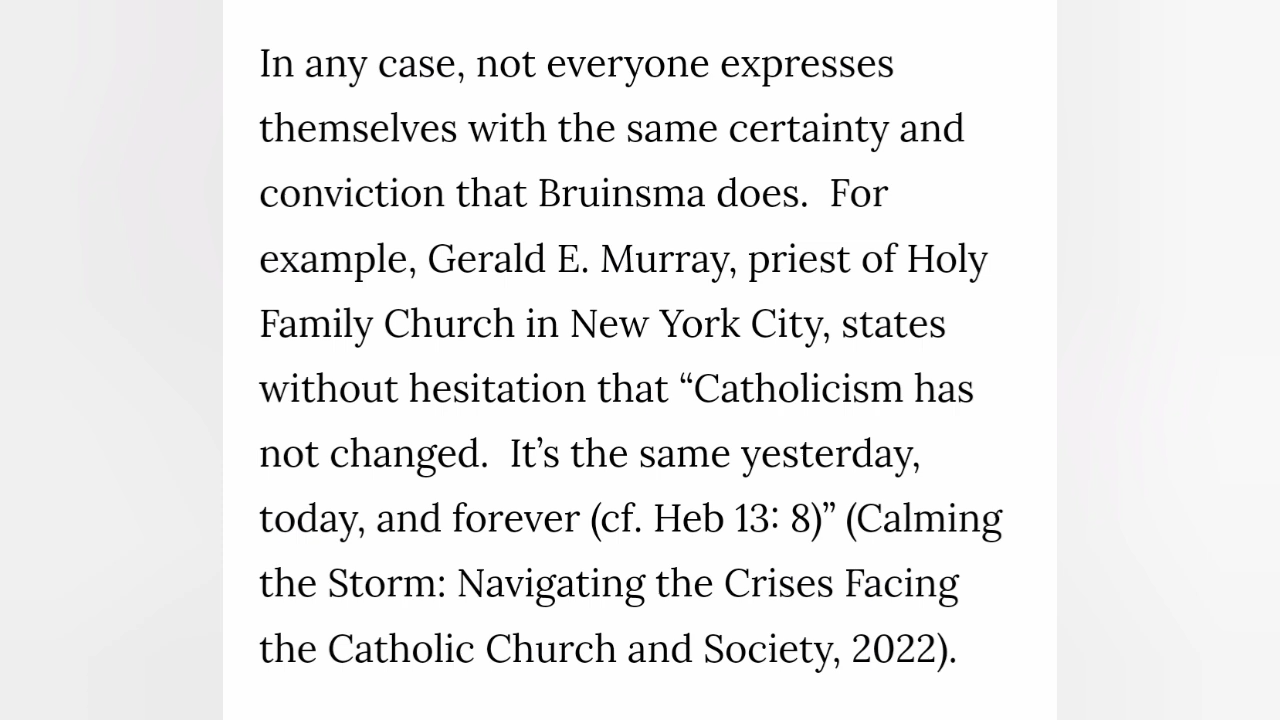 In any case, not everyone expresses
themselves with the same certainty and
conviction that Bruinsma does.  For
example, Gerald E. Murray, priest of Holy
Family Church in New York City, states
without hesitation that “Catholicism has
not changed.  It’s the same yesterday,
today, and forever (cf. Heb 13: 8)” (Calming
the Storm: Navigating the Crises Facing
the Catholic Church and Society, 2022).